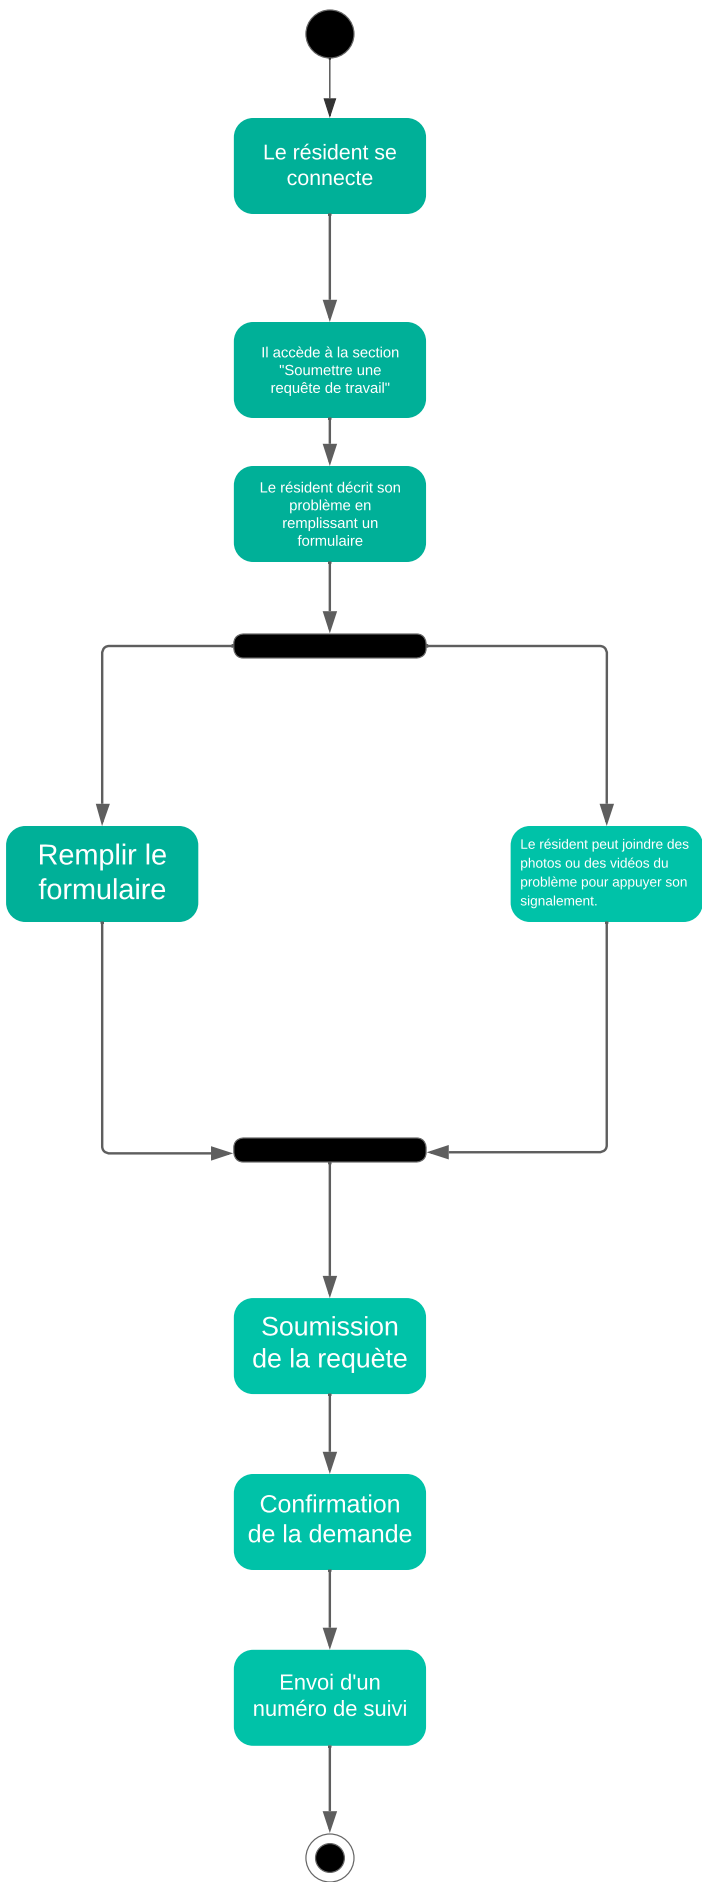 Le résident se
connecte
Il accède à la section
"Soumettre une
requête de travail"
Le résident décrit son
problème en
remplissant un
formulaire
Remplir le
formulaire
Le résident peut joindre des
photos ou des vidéos du
problème pour appuyer son
signalement.
Soumission
de la requète
Confirmation
de la demande
Envoi d'un
numéro de suivi